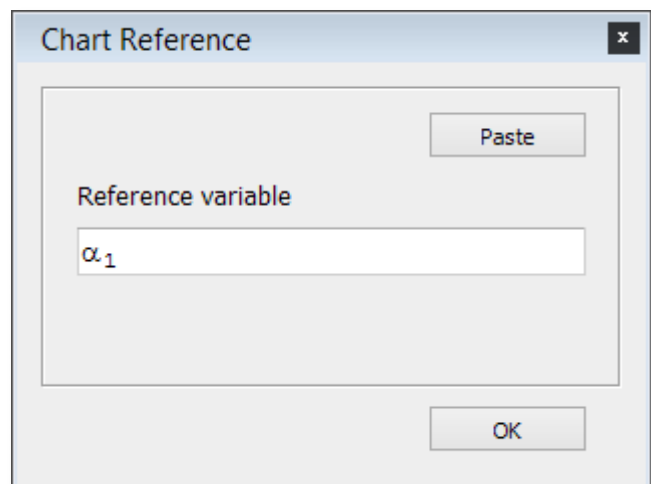 Chart Reference
x
Paste
Reference variable
α₁
OK